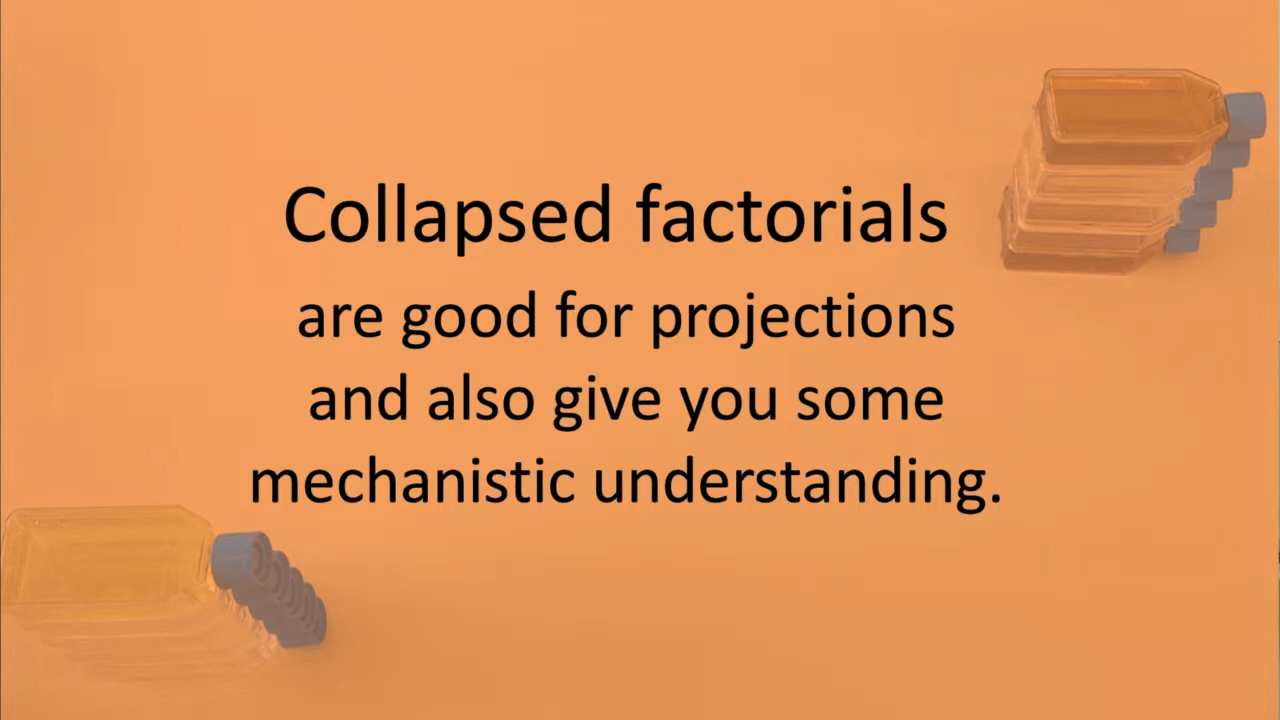 Collapsed factorials
are good for projections
and also give you some
mechanistic understanding.